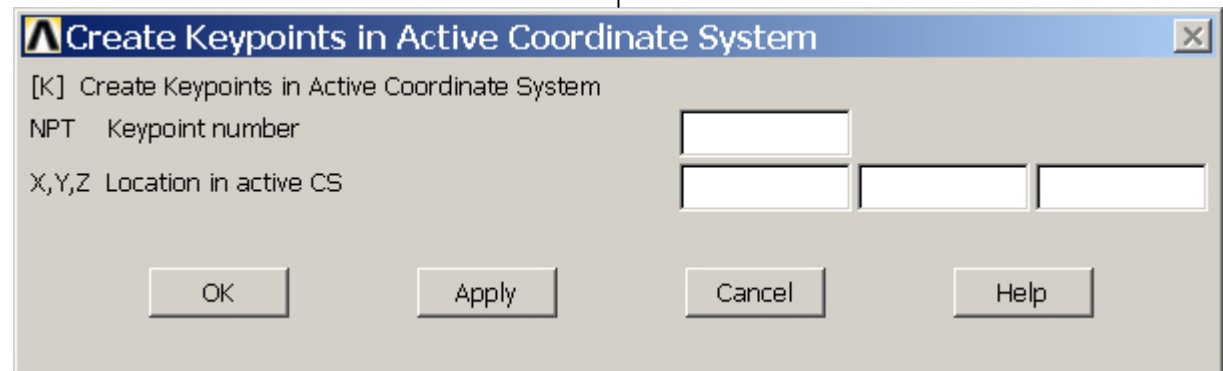 Create Keypoints in Active Coordinate System
[K] Create Keypoints in Active Coordinate System
NPT Keypoint number
X,Y,Z Location in active CS
OK Apply Cancel Help